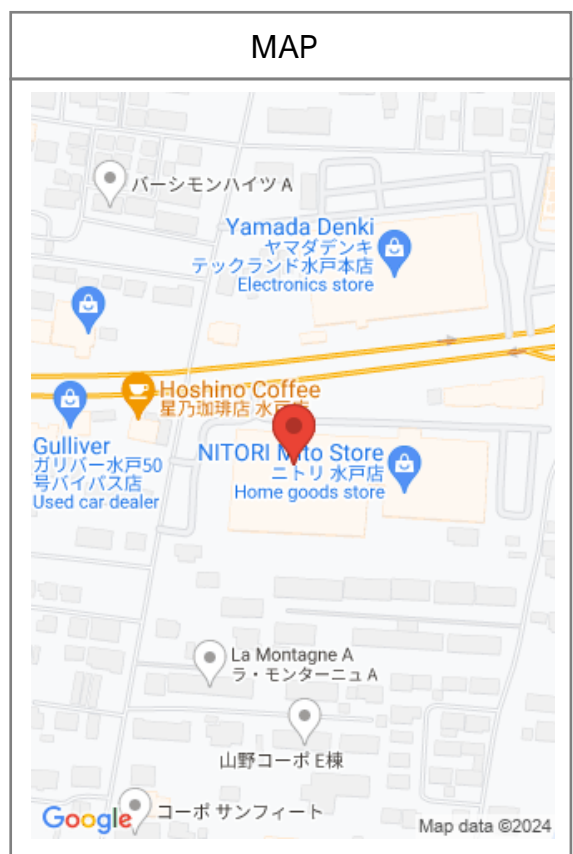 MAP
パーシモンハイツ A
Yamada Denki
ヤマダデンキ
テックランド水戸本店
Electronics store
Hoshino Coffee
星乃珈琲店 水戸店
Gulliver
ガリバー水戸50
号バイパス店
Used car dealer
NITORI Mito Store
ニトリ 水戸店
Home goods store
La Montagne A
ラ・モンターニュ A
山野コーポ E棟
コーポ サンフィート
Google
Map data ©2024